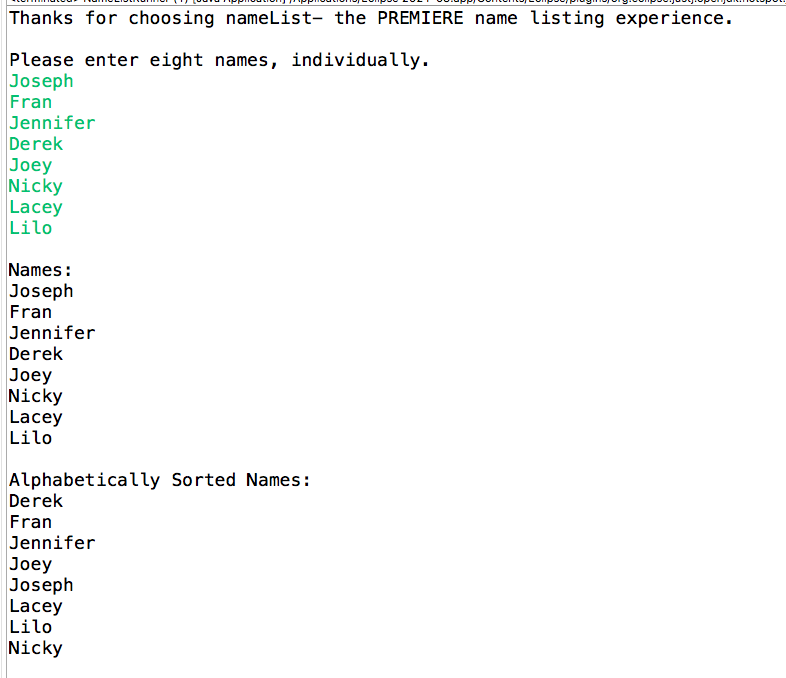 Thanks for choosing nameList- the PREMIERE name listing experience.
Please enter eight names, individually.
Joseph
Fran
Jennifer
Derek
Joey
Nicky
Lacey
Lilo
Names:
Joseph
Fran
Jennifer
Derek
Joey
Nicky
Lacey
Lilo
Alphabetically Sorted Names:
Derek
Fran
Jennifer
Joey
Joseph
Lacey
Lilo
Nicky